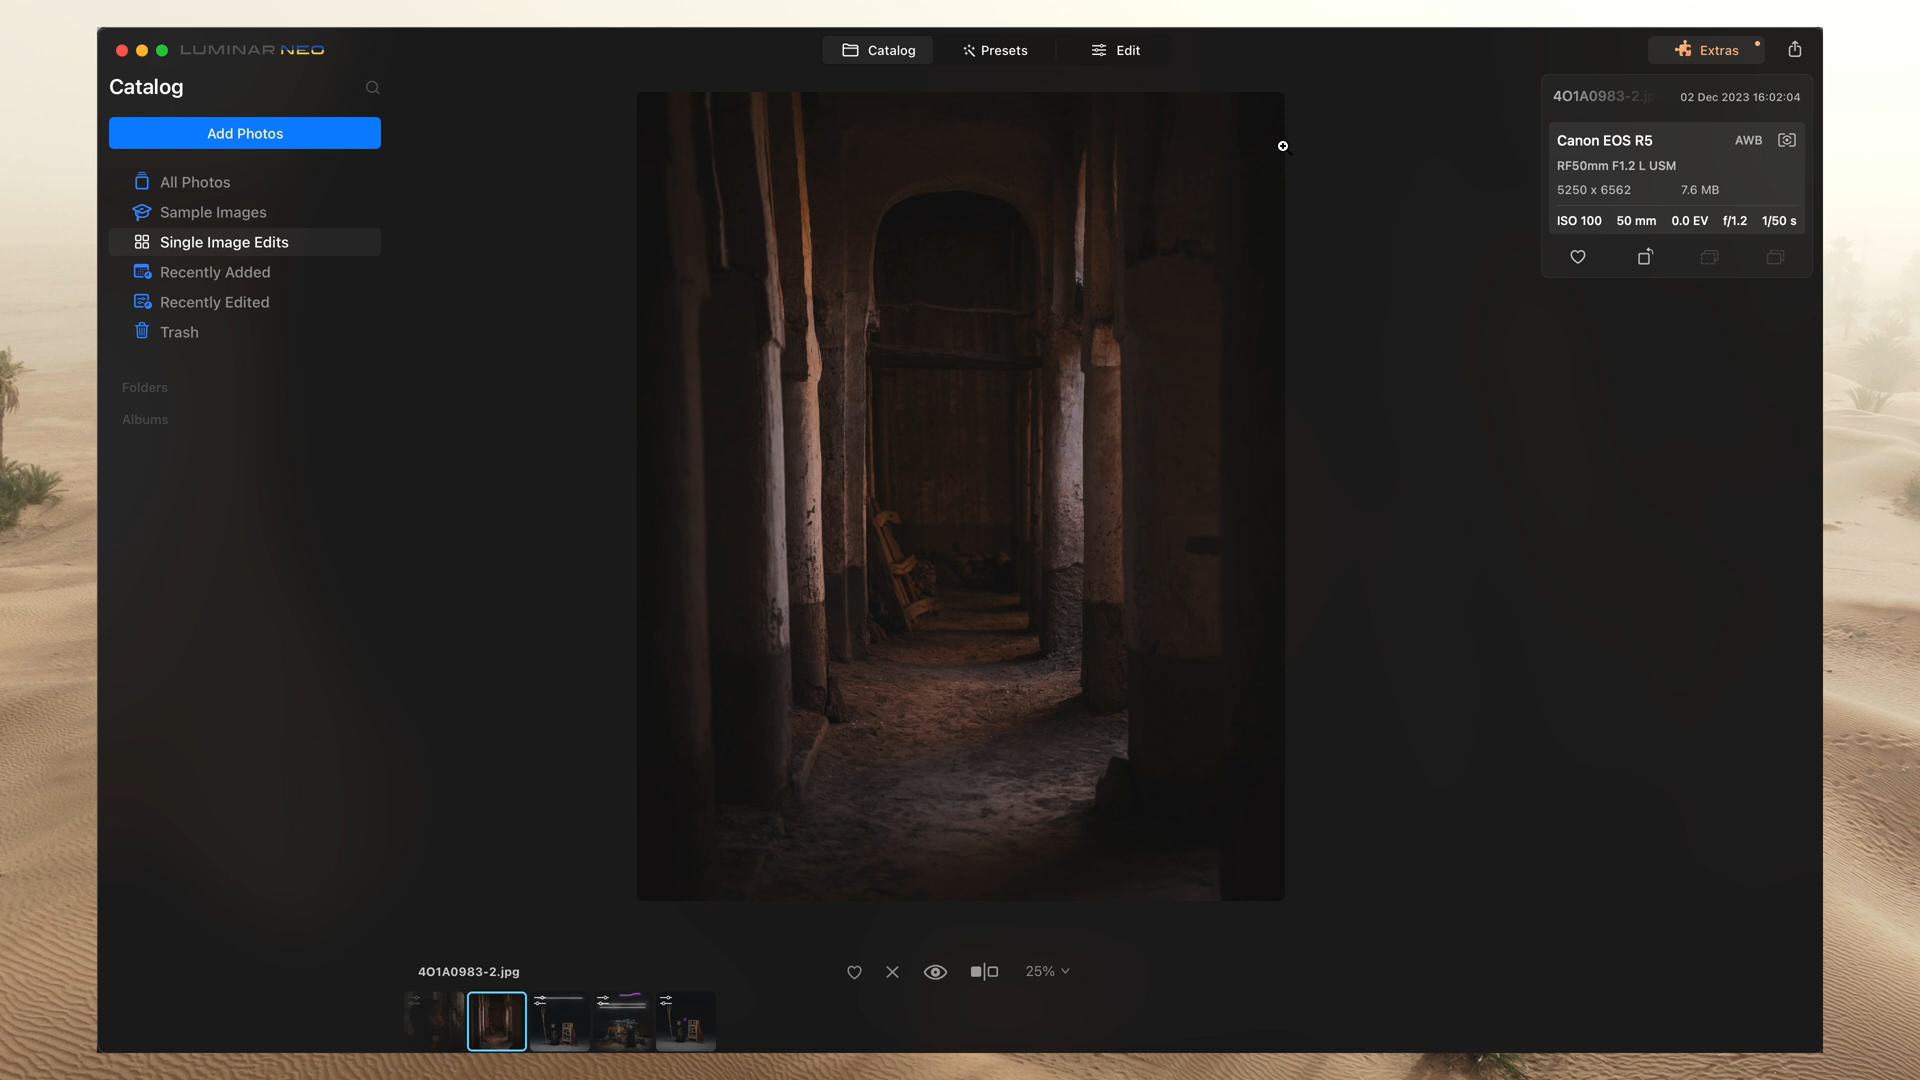 LUMINAR NEO
Catalog
Presets
Edit
Extras
Catalog
Add Photos
All Photos
Sample Images
Single Image Edits
Recently Added
Recently Edited
Trash
Folders
Albums
4O1A0983-2.jp
02 Dec 2023 16:02:04
Canon EOS R5
AWB
RF50mm F1.2 L USM
5250 x 6562
7.6 MB
ISO 100
50 mm
0.0 EV
f/1.2
1/50 s
4O1A0983-2.jpg
25%